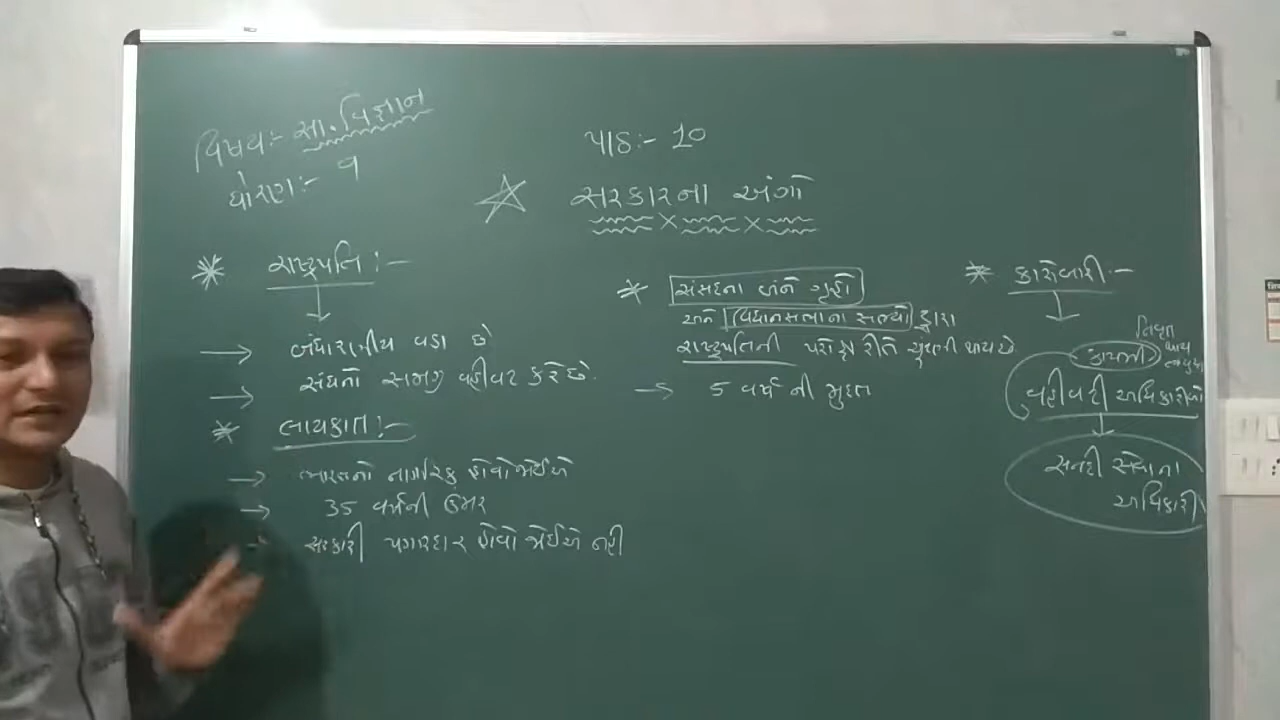 વિષય:- સા. વિજ્ઞાન
ધોરણ:- ૧
પાઠ:- 10
સરકારના અંગો
રાષ્ટ્રપતિ :-
બંધારણીય વડા છે
સંઘનો સમગ્ર વહીવટ કરે છે.
લાયકાત :-
ભારતનો નાગરિક હોવો જોઈએ
35 વર્ષની ઉંમર
સરકારી પગારદાર હોવો જોઈએ નહી
સંસદના બંને ગૃહો
અને વિધાનસભાના સભ્યો દ્વારા
રાષ્ટ્રપતિની પરોક્ષ રીતે ચૂંટણી થાય છે.
5 વર્ષ ની મુદત
કારોબારી :-
નિવૃત
કાયમી થાય
વહીવટી અધિકારીઓ
સનદી સેવાના
અધિકારી